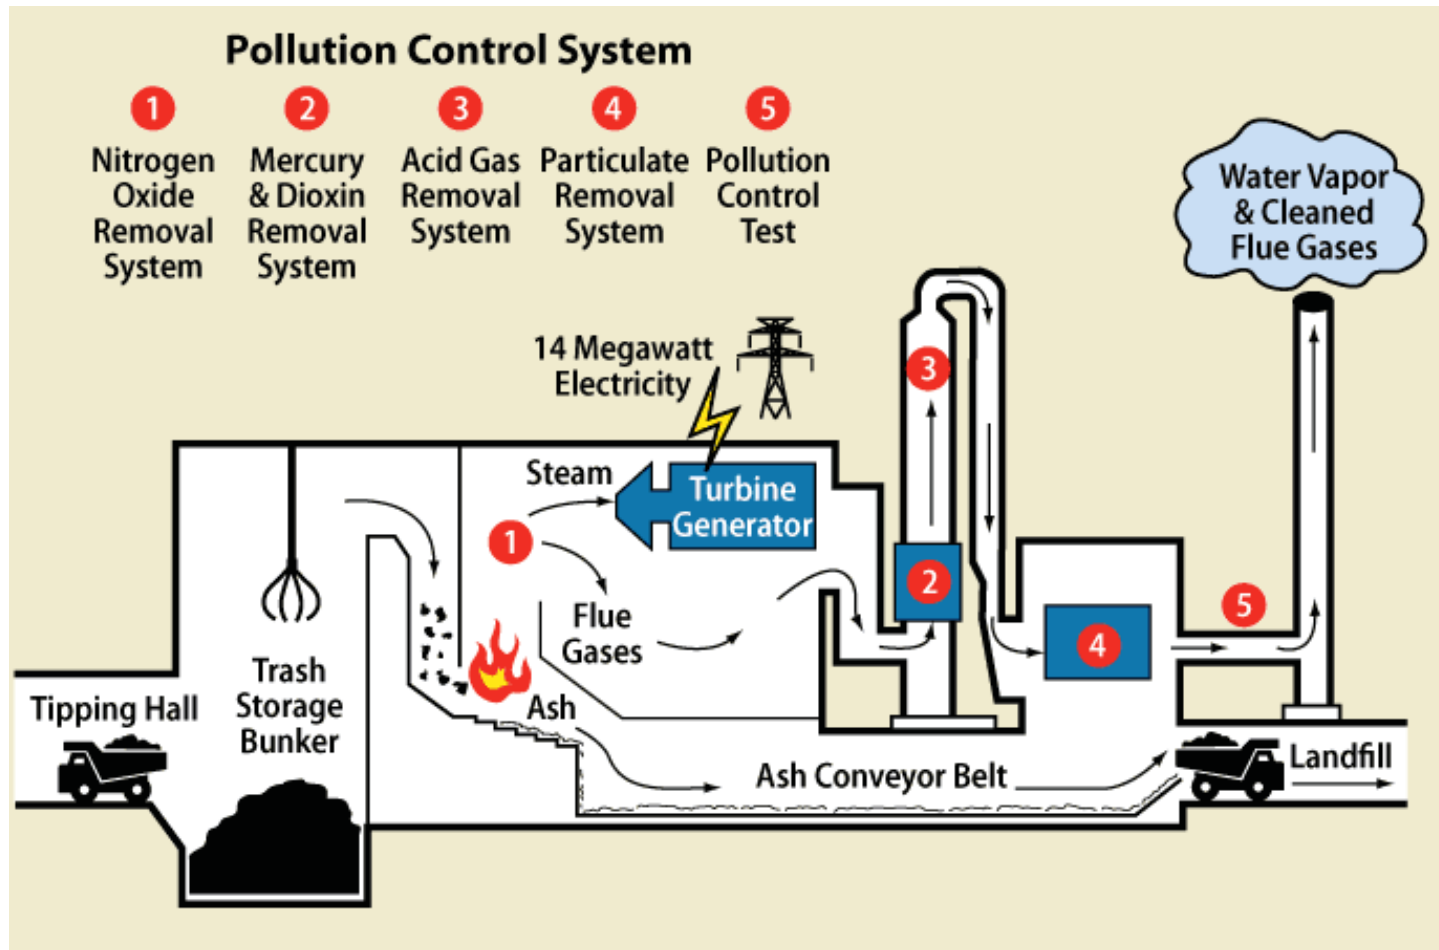 Pollution Control System
1
Nitrogen
Oxide
Removal
System
2
Mercury
& Dioxin
Removal
System
3
Acid Gas
Removal
System
4
Particulate
Removal
System
5
Pollution
Control
Test
Water Vapor
& Cleaned
Flue Gases
14 Megawatt
Electricity
3
Steam
Turbine
Generator
1
2
Flue
Gases
5
4
Trash
Storage
Bunker
Tipping Hall
Ash
Ash Conveyor Belt
Landfill